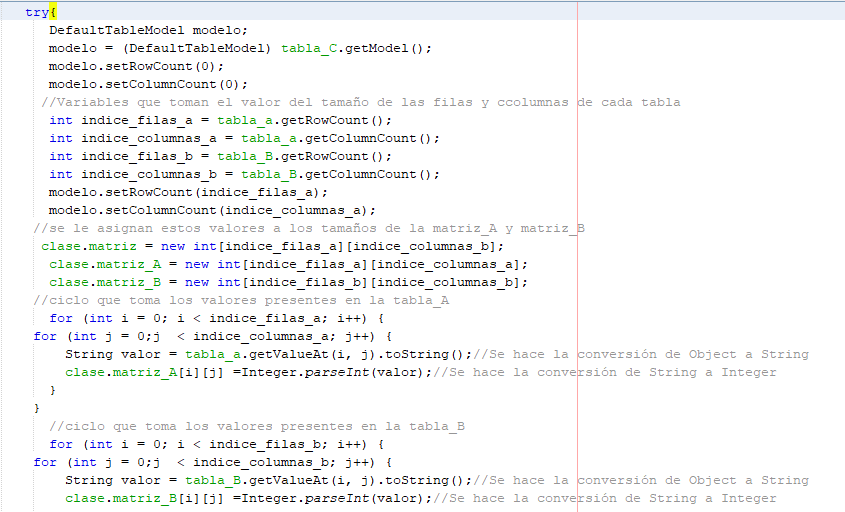 try{
DefaultTableModel modelo;
modelo = (DefaultTableModel) tabla_C.getModel();
modelo.setRowCount(0);
modelo.setColumnCount(0);
//Variables que toman el valor del tamaño de las filas y ccolumnas de cada tabla
int indice_filas_a = tabla_a.getRowCount();
int indice_columnas_a = tabla_a.getColumnCount();
int indice_filas_b = tabla_B.getRowCount();
int indice_columnas_b = tabla_B.getColumnCount();
modelo.setRowCount(indice_filas_a);
modelo.setColumnCount(indice_columnas_a);
//se le asignan estos valores a los tamaños de la matriz_A y matriz_B
clase.matriz = new int[indice_filas_a][indice_columnas_b];
clase.matriz_A = new int[indice_filas_a][indice_columnas_a];
clase.matriz_B = new int[indice_filas_b][indice_columnas_b];
//ciclo que toma los valores presentes en la tabla_A
for (int i = 0; i < indice_filas_a; i++) {
for (int j = 0;j  < indice_columnas_a; j++) {
String valor = tabla_a.getValueAt(i, j).toString();//Se hace la conversión de Object a String
clase.matriz_A[i][j] =Integer.parseInt(valor);//Se hace la conversión de String a Integer
}
}
//ciclo que toma los valores presentes en la tabla_B
for (int i = 0; i < indice_filas_b; i++) {
for (int j = 0;j  < indice_columnas_b; j++) {
String valor = tabla_B.getValueAt(i, j).toString();//Se hace la conversión de Object a String
clase.matriz_B[i][j] =Integer.parseInt(valor);//Se hace la conversión de String a Integer